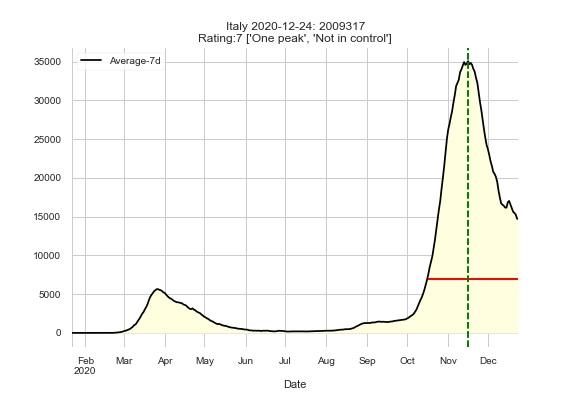 Italy 2020-12-24: 2009317
Rating:7 ['One peak', 'Not in control']
Average-7d
35000
30000
25000
20000
15000
10000
5000
0
Feb Mar Apr May Jun Jul Aug Sep Oct Nov Dec
2020
Date